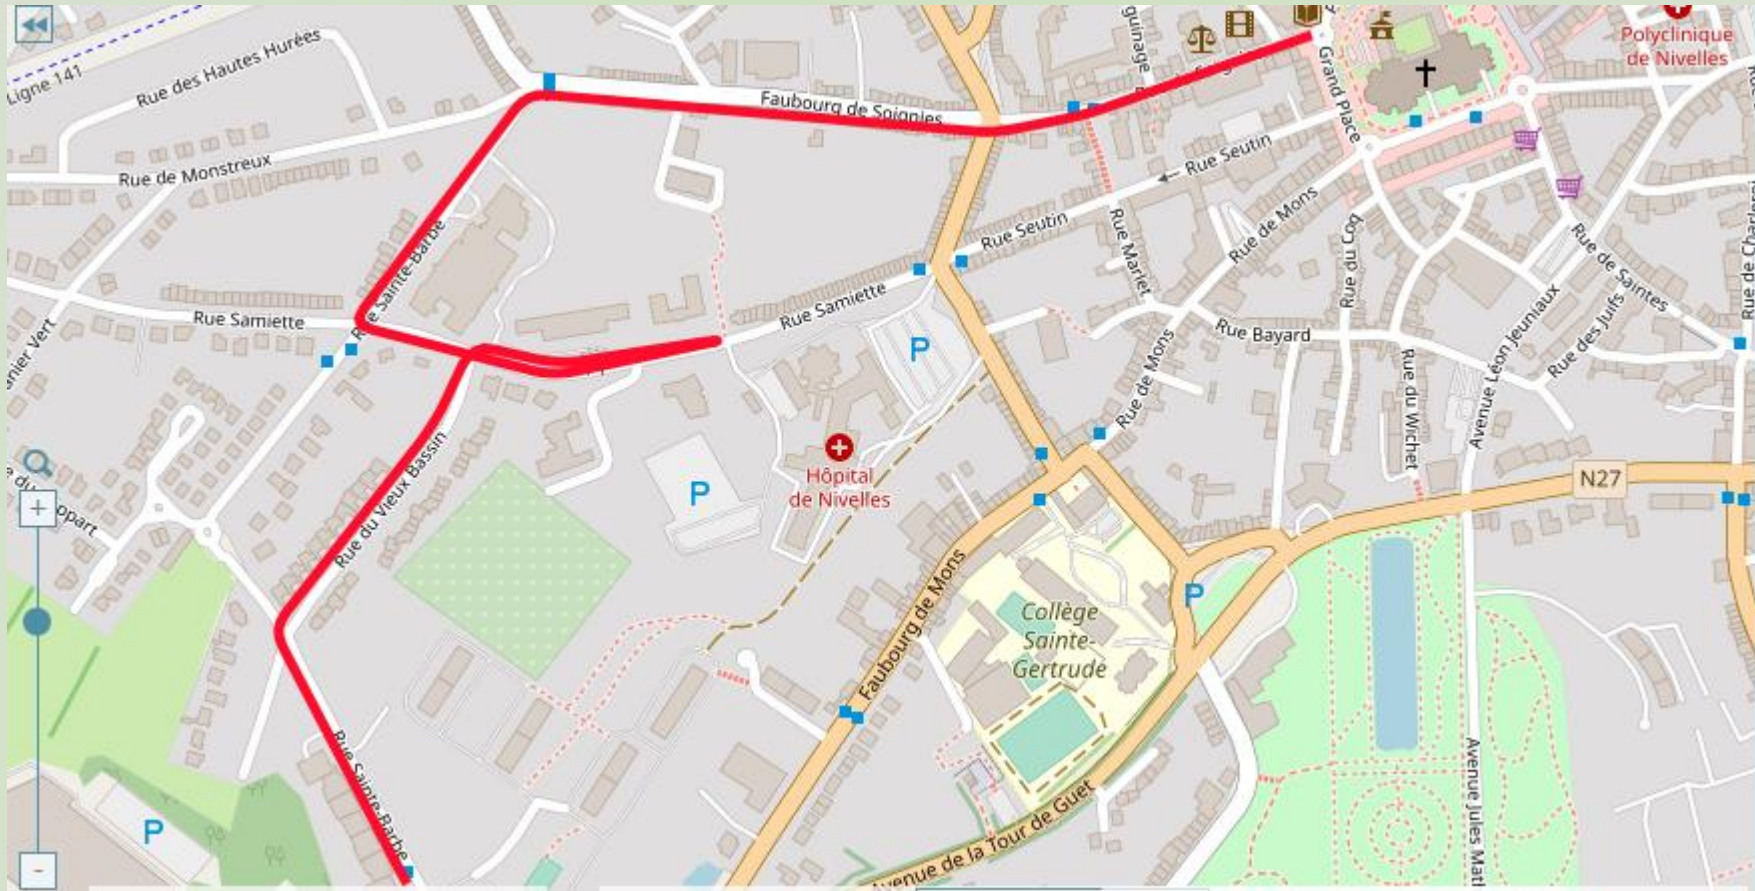 Ligne 141
Rue des Hautes Hurées
Rue de Monstreux
Faubourg de Soignies
Grand Place
Polyclinique
de Nivelles
Rue Seutin
Rue Seutin
Rue de Mons
Rue Marlet
Rue du Coq
Rue de Saintes
Rue des Juifs
Rue Sainte-Barbe
Rue Samiette
Rue Samiette
Rue Bayard
Rue de Mons
Rue du Wichet
Avenue Léon Jeuniaux
P
Hôpital
de Nivelles
P
N27
Rue du Vieux Bassin
Faubourg de Mons
P
Collège
Sainte-
Gertrude
Rue Sainte-Barbe
Avenue de la Tour de Guet
P
+
-